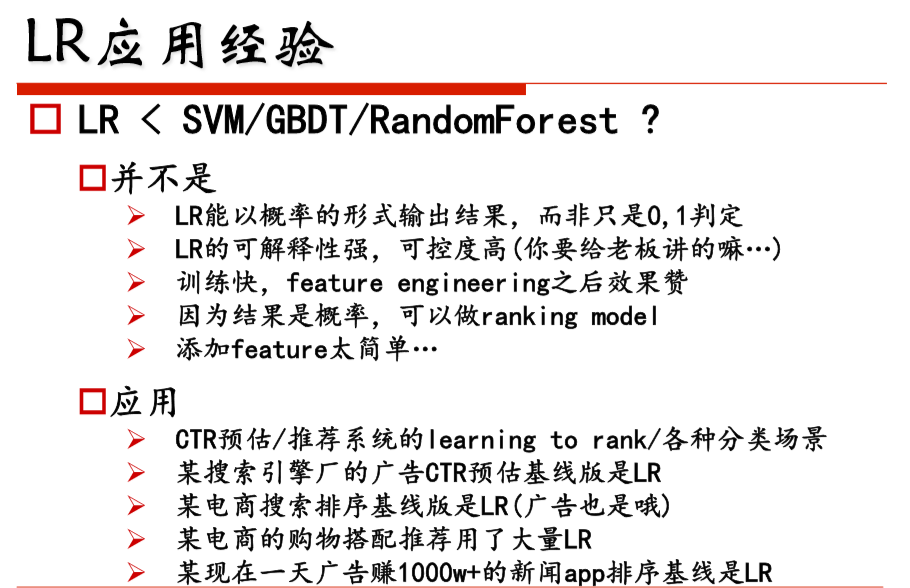 LR应用经验
LR < SVM/GBDT/RandomForest ?
并不是
LR能以概率的形式输出结果，而非只是0,1判定
LR的可解释性强，可控度高(你要给老板讲的嘛…)
训练快，feature engineering之后效果赞
因为结果是概率，可以做ranking model
添加feature太简单…
应用
CTR预估/推荐系统的learning to rank/各种分类场景
某搜索引擎厂的广告CTR预估基线版是LR
某电商搜索排序基线版是LR(广告也是哦)
某电商的购物搭配推荐用了大量LR
某现在一天广告赚1000w+的新闻app排序基线是LR